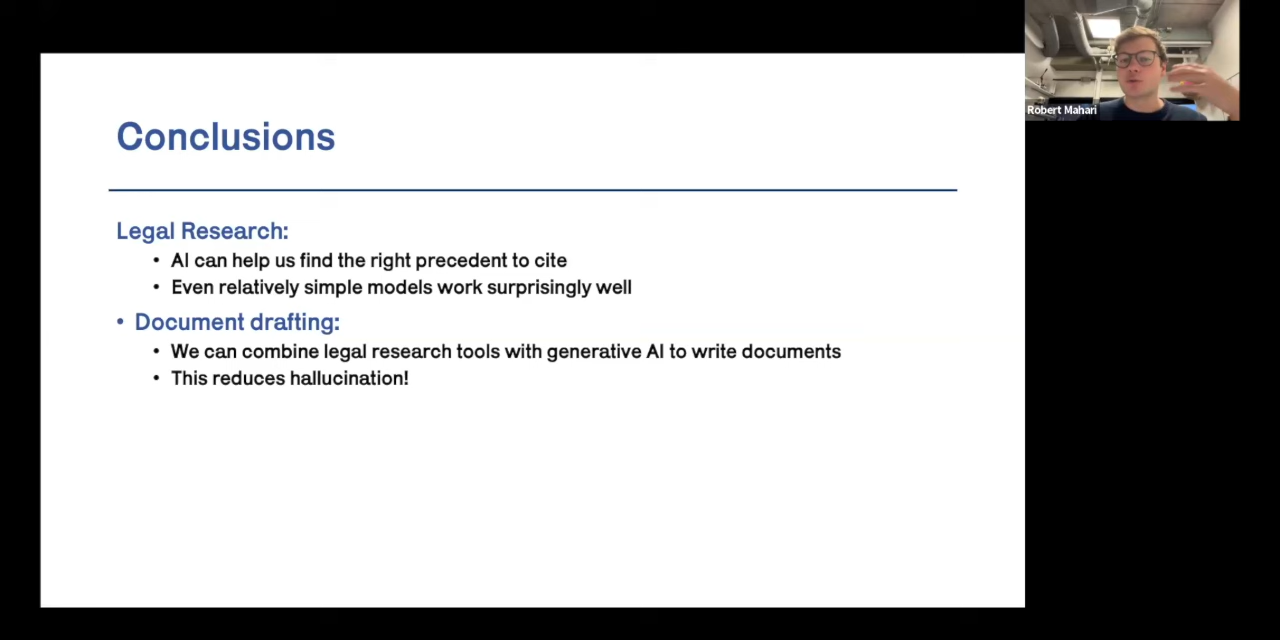 Conclusions
Legal Research:
• AI can help us find the right precedent to cite
• Even relatively simple models work surprisingly well
• Document drafting:
• We can combine legal research tools with generative AI to write documents
• This reduces hallucination!
Robert Mahari